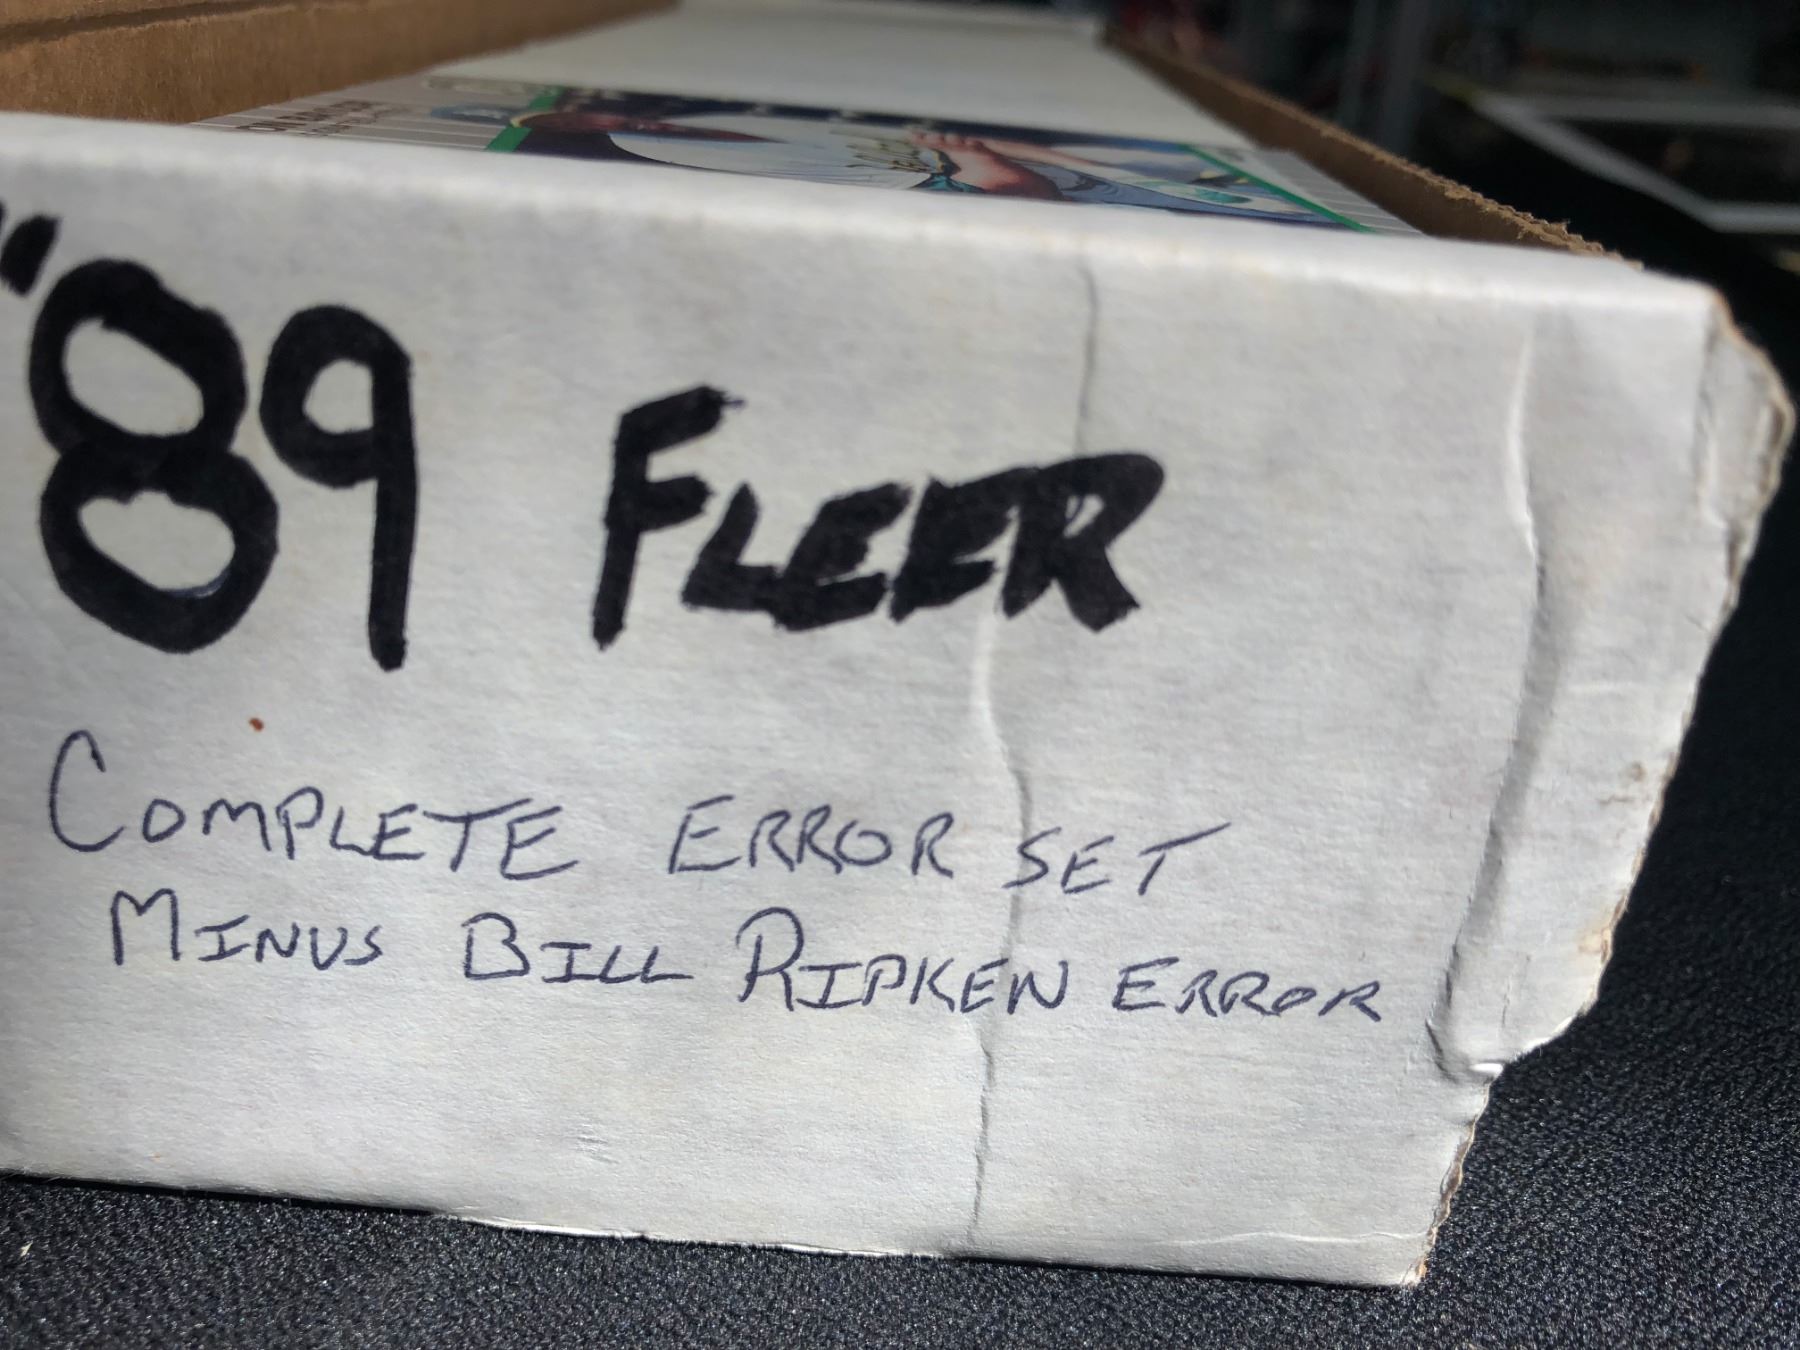 "89 FLEER
COMPLETE ERROR SET
MINUS BILL RIPKEN ERROR